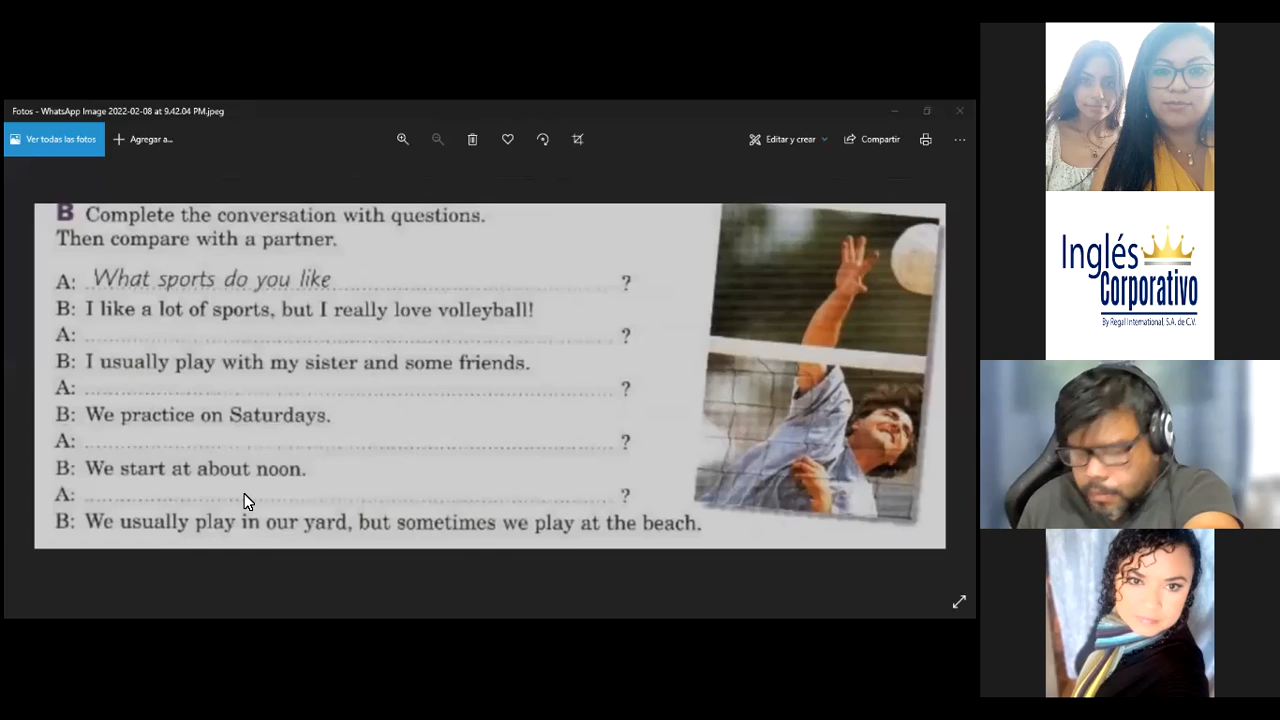 Fotos - WhatsApp Image 2022-02-08 at 9.42.04 PM.jpeg
Ver todas las fotos
Agregar a...
Editar y crear
Compartir
B Complete the conversation with questions.
Then compare with a partner.
A: What sports do you like ?
B: I like a lot of sports, but I really love volleyball!
A: ?
B: I usually play with my sister and some friends.
A: ?
B: We practice on Saturdays.
A: ?
B: We start at about noon.
A: ?
B: We usually play in our yard, but sometimes we play at the beach.
Inglés
Corporativo
By Regal International, S.A. de C.V.